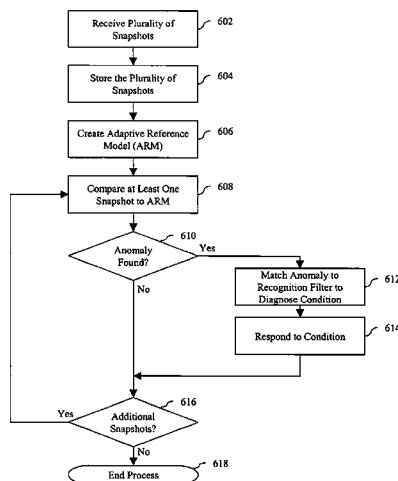 Receive Plurality of
Snapshots
602
Store the Plurality of
Snapshots
604
Create Adaptive Reference
Model (ARM)
606
Compare at Least One
Snapshot to ARM
608
Anomaly
Found?
610
Yes
No
Match Anomaly to
Recognition Filter to
Diagnose Condition
612
Respond to Condition
614
Additional
Snapshots?
616
Yes
No
End Process
618